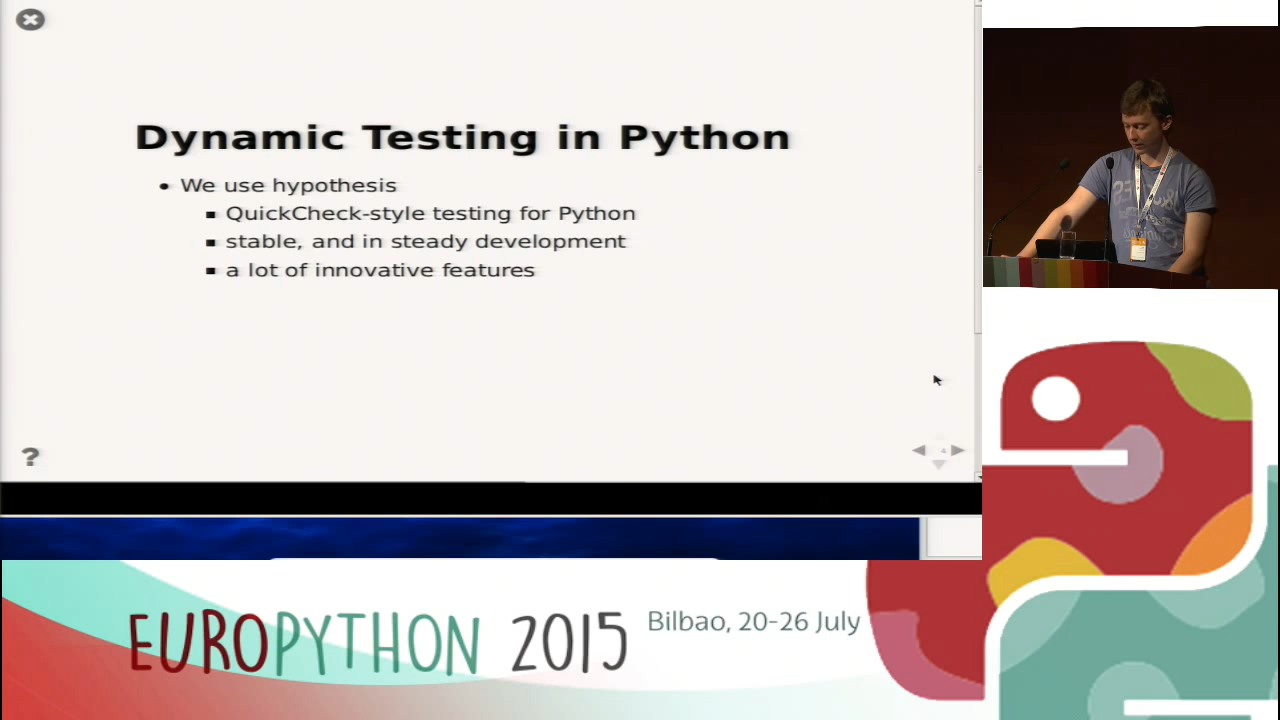 Dynamic Testing in Python
• We use hypothesis
▪ QuickCheck-style testing for Python
▪ stable, and in steady development
▪ a lot of innovative features
?
EUROPYTHON 2015
Bilbao, 20-26 July